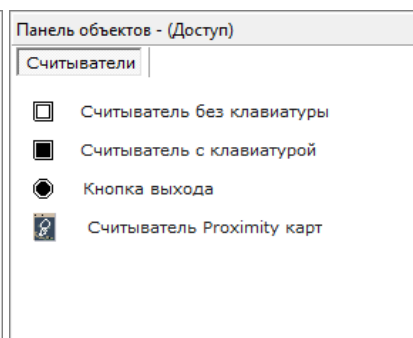 Панель объектов - (Доступ)
Считыватели
Считыватель без клавиатуры
Считыватель с клавиатурой
Кнопка выхода
Считыватель Proximity карт